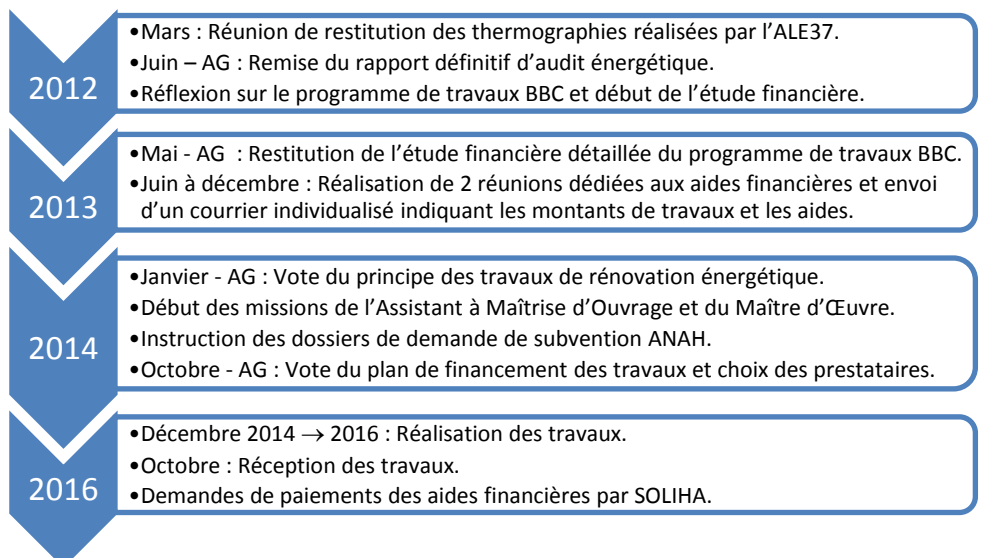 2012
•Mars : Réunion de restitution des thermographies réalisées par l’ALE37.
•Juin – AG : Remise du rapport définitif d’audit énergétique.
•Réflexion sur le programme de travaux BBC et début de l’étude financière.
2013
•Mai - AG : Restitution de l’étude financière détaillée du programme de travaux BBC.
•Juin à décembre : Réalisation de 2 réunions dédiées aux aides financières et envoi
d’un courrier individualisé indiquant les montants de travaux et les aides.
2014
•Janvier - AG : Vote du principe des travaux de rénovation énergétique.
•Début des missions de l’Assistant à Maîtrise d’Ouvrage et du Maître d’Œuvre.
•Instruction des dossiers de demande de subvention ANAH.
•Octobre - AG : Vote du plan de financement des travaux et choix des prestataires.
2016
•Décembre 2014 → 2016 : Réalisation des travaux.
•Octobre : Réception des travaux.
•Demandes de paiements des aides financières par SOLIHA.